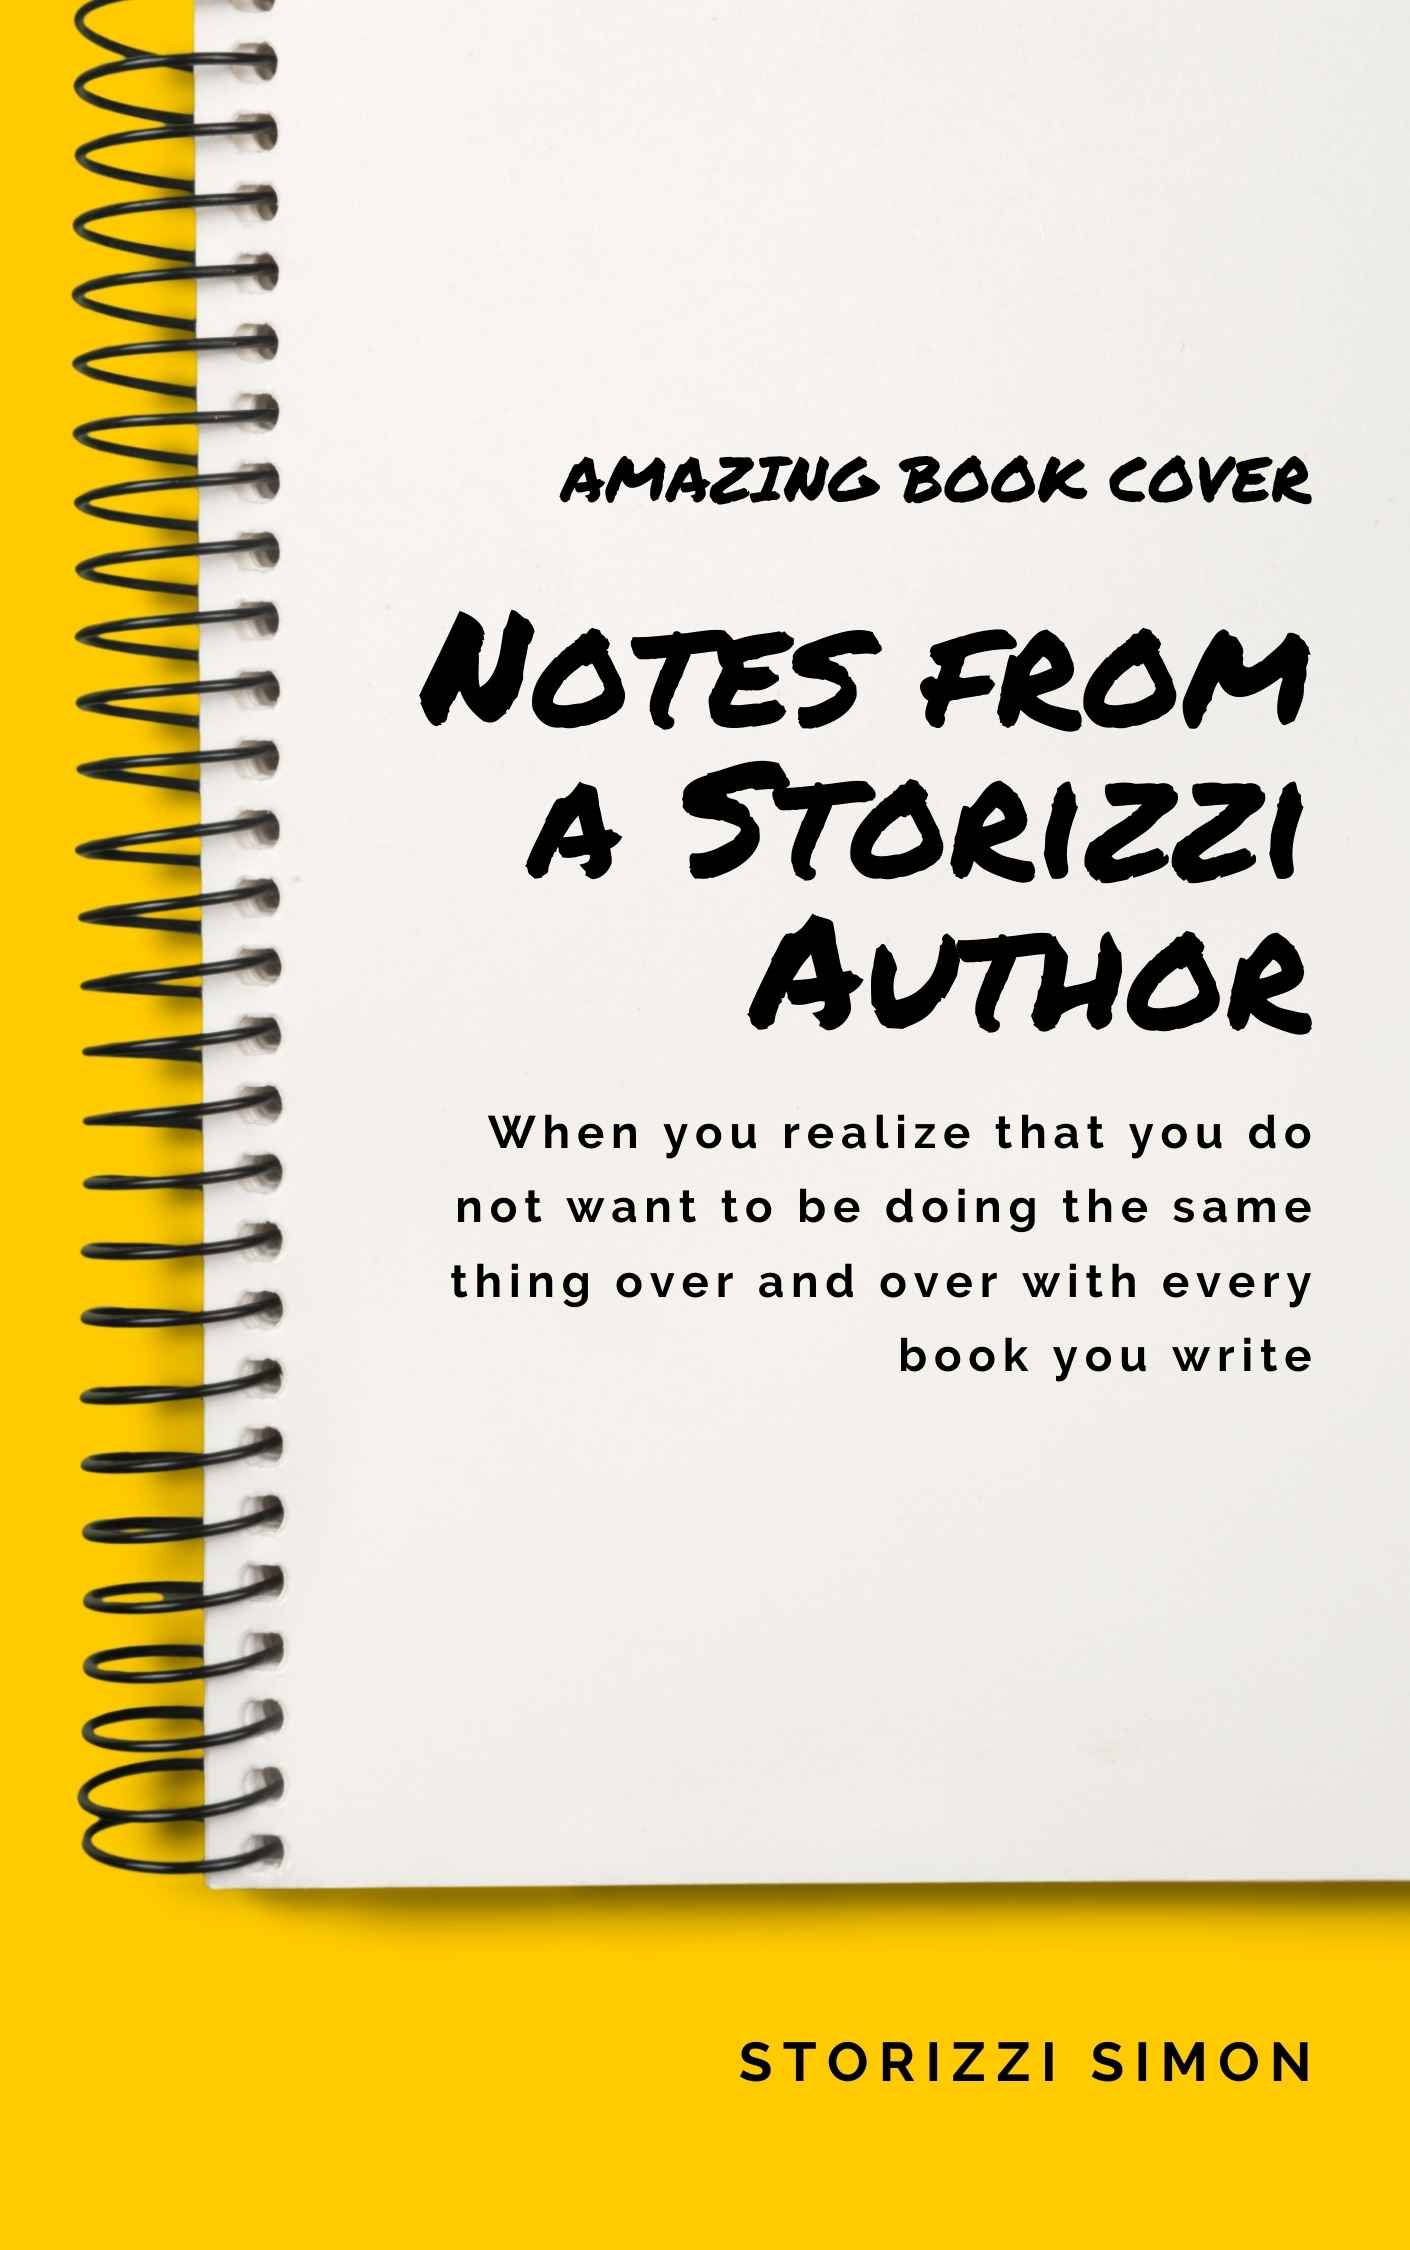 AMAZING BOOK COVER
NOTES FROM
A STORIZZI
AUTHOR
When you realize that you do
not want to be doing the same
thing over and over with every
book you write
STORIZZI SIMON